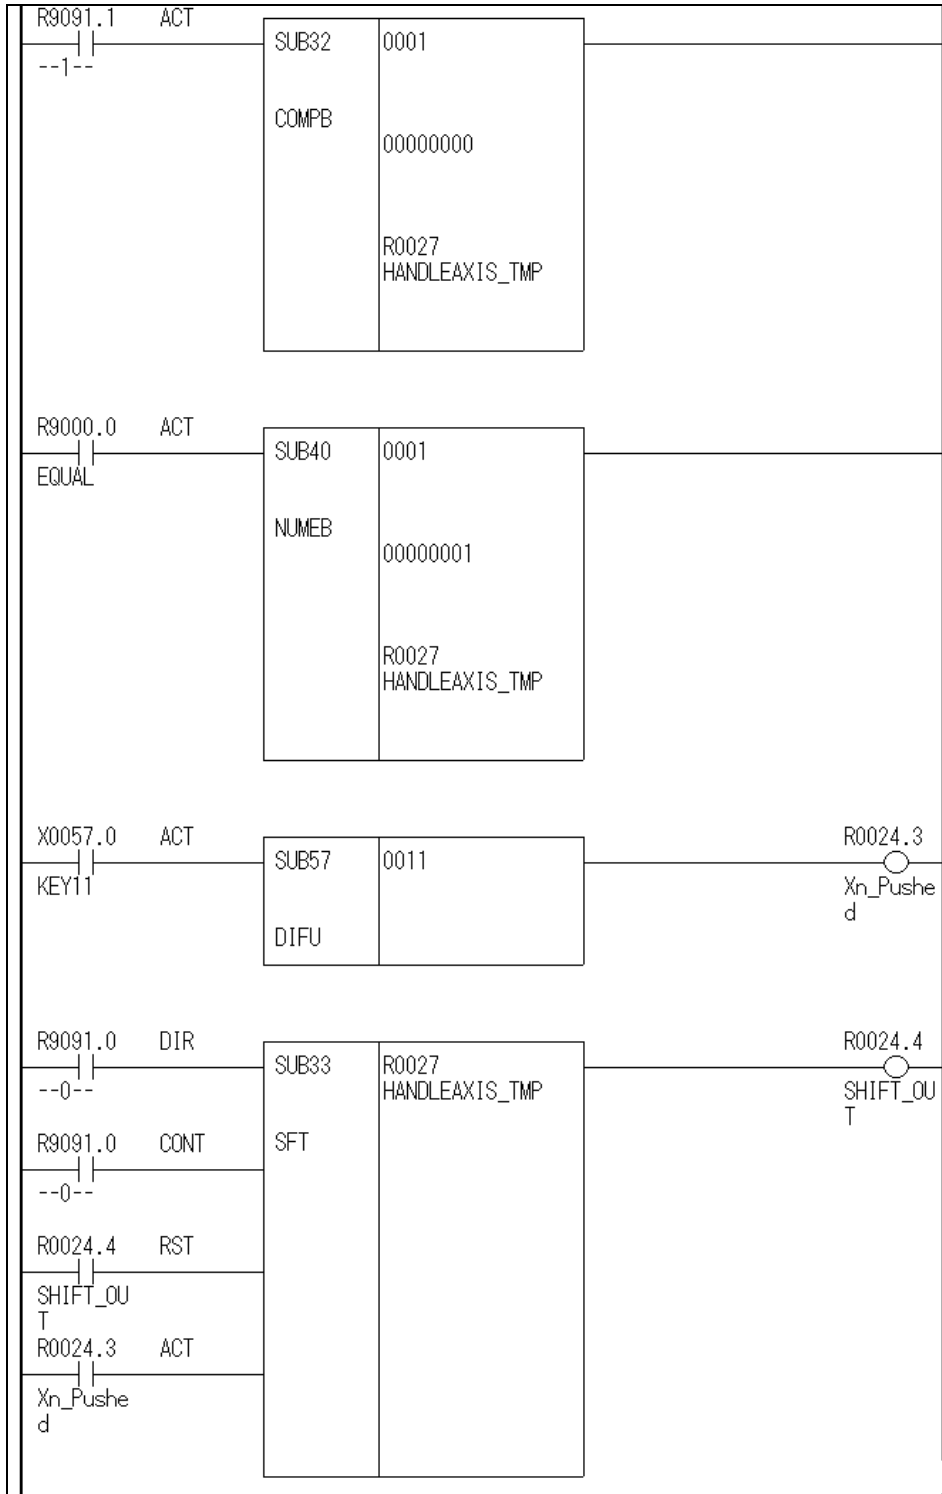 R9091.1 ACT
--1--
SUB32 0001
COMPB
00000000
R0027
HANDLEAXIS_TMP
R9000.0 ACT
EQUAL
SUB40 0001
NUMEB
00000001
R0027
HANDLEAXIS_TMP
X0057.0 ACT
KEY11
SUB57 0011
DIFU
R0024.3
Xn_Pushe
d
R9091.0 DIR
--0--
SUB33 R0027
HANDLEAXIS_TMP
R0024.4
SHIFT_OU
T
R9091.0 CONT
--0--
SFT
R0024.4 RST
SHIFT_OU
T
R0024.3 ACT
Xn_Pushe
d